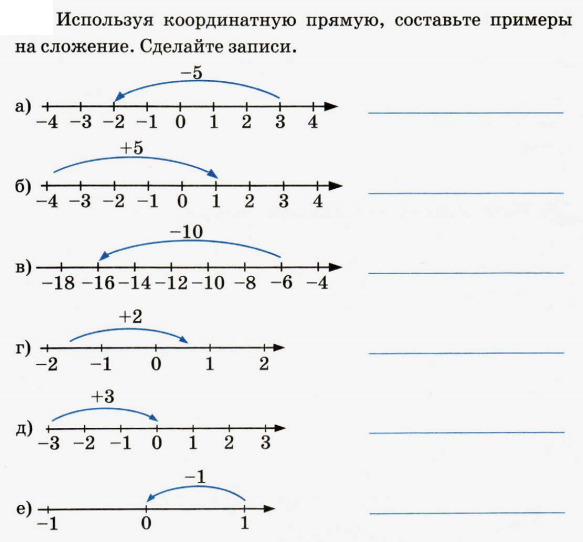 Используя координатную прямую, составьте примеры
на сложение. Сделайте записи.
−5
а)
−4 −3 −2 −1 0 1 2 3 4
+5
б)
−4 −3 −2 −1 0 1 2 3 4
−10
в)
−18 −16 −14 −12 −10 −8 −6 −4
+2
г)
−2 −1 0 1 2
+3
д)
−3 −2 −1 0 1 2 3
−1
е)
−1 0 1